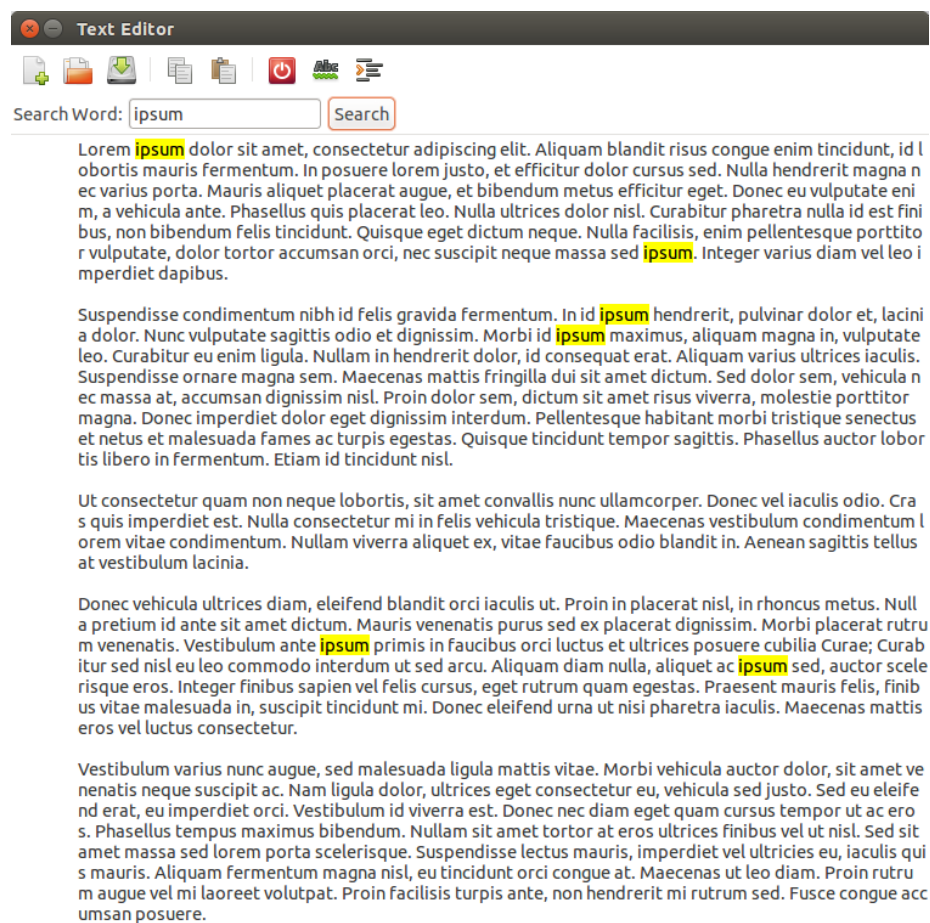 Text Editor
Abc
Search Word: ipsum Search
Lorem ipsum dolor sit amet, consectetur adipiscing elit. Aliquam blandit risus congue enim tincidunt, id l
obortis mauris fermentum. In posuere lorem justo, et efficitur dolor cursus sed. Nulla hendrerit magna n
ec varius porta. Mauris aliquet placerat augue, et bibendum metus efficitur eget. Donec eu vulputate eni
m, a vehicula ante. Phasellus quis placerat leo. Nulla ultrices dolor nisl. Curabitur pharetra nulla id est fini
bus, non bibendum felis tincidunt. Quisque eget dictum neque. Nulla facilisis, enim pellentesque porttito
r vulputate, dolor tortor accumsan orci, nec suscipit neque massa sed ipsum. Integer varius diam vel leo i
mperdiet dapibus.
Suspendisse condimentum nibh id felis gravida fermentum. In id ipsum hendrerit, pulvinar dolor et, lacini
a dolor. Nunc vulputate sagittis odio et dignissim. Morbi id ipsum maximus, aliquam magna in, vulputate
leo. Curabitur eu enim ligula. Nullam in hendrerit dolor, id consequat erat. Aliquam varius ultrices iaculis.
Suspendisse ornare magna sem. Maecenas mattis fringilla dui sit amet dictum. Sed dolor sem, vehicula n
ec massa at, accumsan dignissim nisl. Proin dolor sem, dictum sit amet risus viverra, molestie porttitor
magna. Donec imperdiet dolor eget dignissim interdum. Pellentesque habitant morbi tristique senectus
et netus et malesuada fames ac turpis egestas. Quisque tincidunt tempor sagittis. Phasellus auctor lobor
tis libero in fermentum. Etiam id tincidunt nisl.
Ut consectetur quam non neque lobortis, sit amet convallis nunc ullamcorper. Donec vel iaculis odio. Cra
s quis imperdiet est. Nulla consectetur mi in felis vehicula tristique. Maecenas vestibulum condimentum l
orem vitae condimentum. Nullam viverra aliquet ex, vitae faucibus odio blandit in. Aenean sagittis tellus
at vestibulum lacinia.
Donec vehicula ultrices diam, eleifend blandit orci iaculis ut. Proin in placerat nisl, in rhoncus metus. Null
a pretium id ante sit amet dictum. Mauris venenatis purus sed ex placerat dignissim. Morbi placerat rutru
m venenatis. Vestibulum ante ipsum primis in faucibus orci luctus et ultrices posuere cubilia Curae; Curab
itur sed nisl eu leo commodo interdum ut sed arcu. Aliquam diam nulla, aliquet ac ipsum sed, auctor scele
risque eros. Integer finibus sapien vel felis cursus, eget rutrum quam egestas. Praesent mauris felis, finib
us vitae malesuada in, suscipit tincidunt mi. Donec eleifend urna ut nisi pharetra iaculis. Maecenas mattis
eros vel luctus consectetur.
Vestibulum varius nunc augue, sed malesuada ligula mattis vitae. Morbi vehicula auctor dolor, sit amet ve
nenatis neque suscipit ac. Nam ligula dolor, ultrices eget consectetur eu, vehicula sed justo. Sed eu eleife
nd erat, eu imperdiet orci. Vestibulum id viverra est. Donec nec diam eget quam cursus tempor ut ac ero
s. Phasellus tempus maximus bibendum. Nullam sit amet tortor at eros ultrices finibus vel ut nisl. Sed sit
amet massa sed lorem porta scelerisque. Suspendisse lectus mauris, imperdiet vel ultricies eu, iaculis qui
s mauris. Aliquam fermentum magna nisl, eu tincidunt orci congue at. Maecenas ut leo diam. Proin rutru
m augue vel mi laoreet volutpat. Proin facilisis turpis ante, non hendrerit mi rutrum sed. Fusce congue acc
umsan posuere.